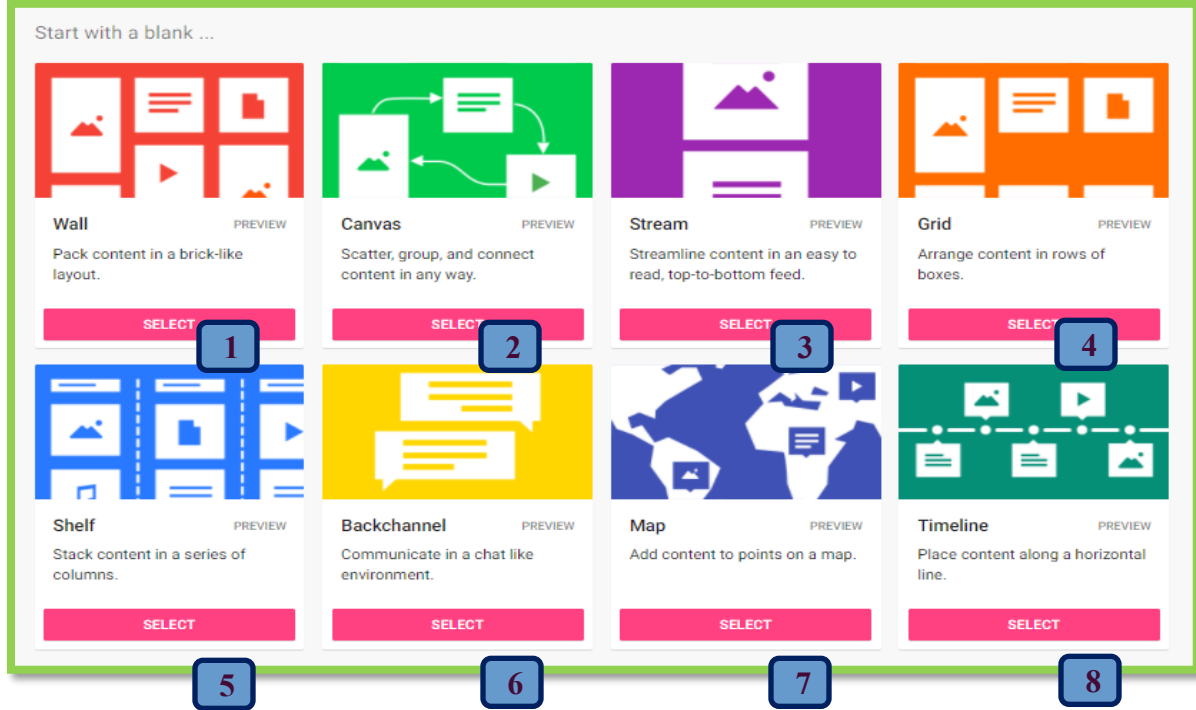 Start with a blank ...
Wall PREVIEW
Pack content in a brick-like
layout.
SELECT
1
Canvas PREVIEW
Scatter, group, and connect
content in any way.
SELECT
2
Stream PREVIEW
Streamline content in an easy to
read, top-to-bottom feed.
SELECT
3
Grid PREVIEW
Arrange content in rows of
boxes.
SELECT
4
Shelf PREVIEW
Stack content in a series of
columns.
SELECT
5
Backchannel PREVIEW
Communicate in a chat like
environment.
SELECT
6
Map PREVIEW
Add content to points on a map.
SELECT
7
Timeline PREVIEW
Place content along a horizontal
line.
SELECT
8